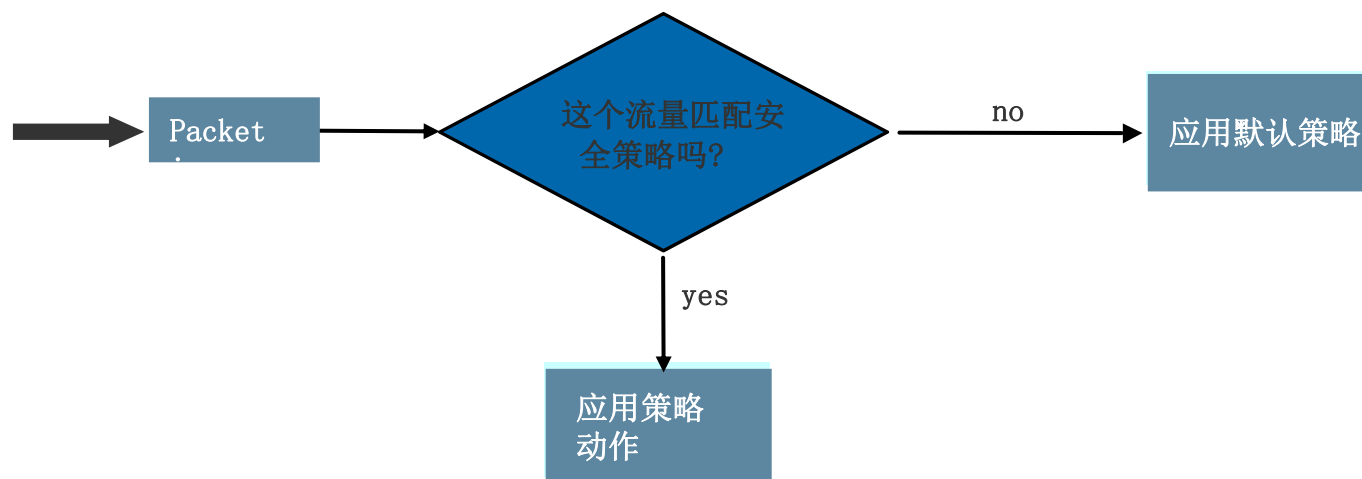 Packet
这个流量匹配安
全策略吗?
no
应用默认策略
yes
应用策略
动作